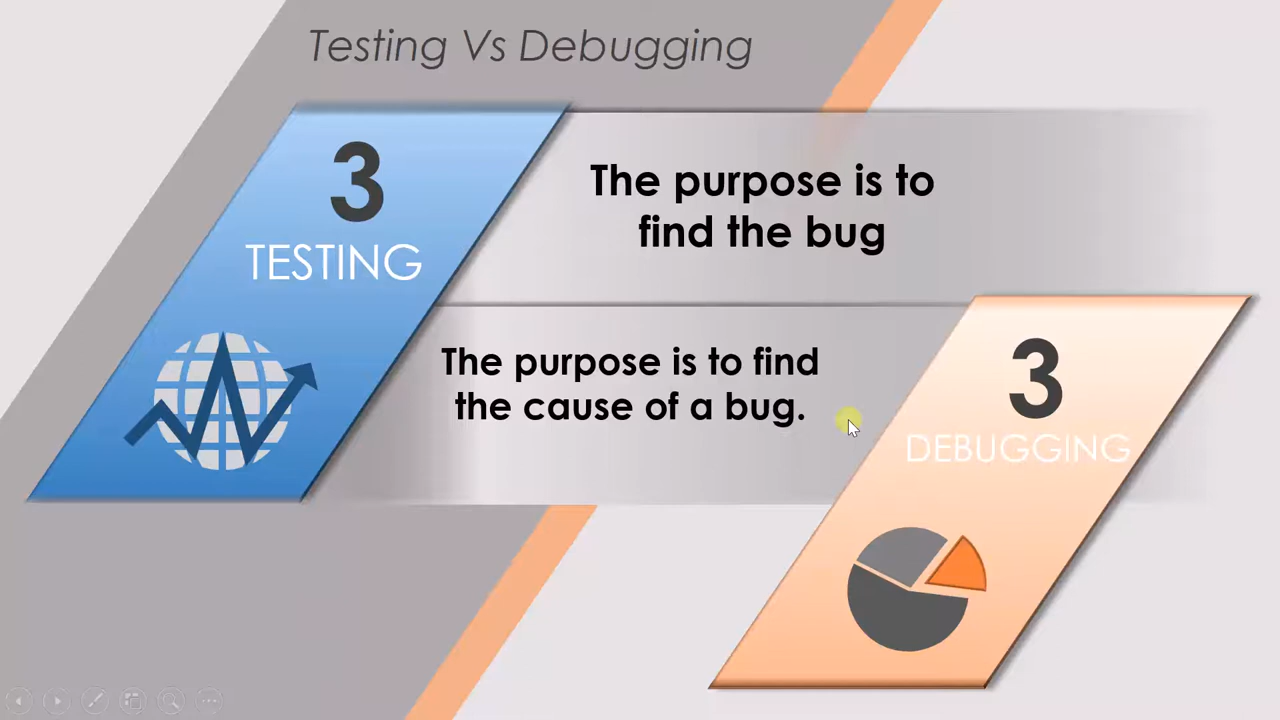 Testing Vs Debugging
3
TESTING
The purpose is to
find the bug
The purpose is to find
the cause of a bug.
3
DEBUGGING